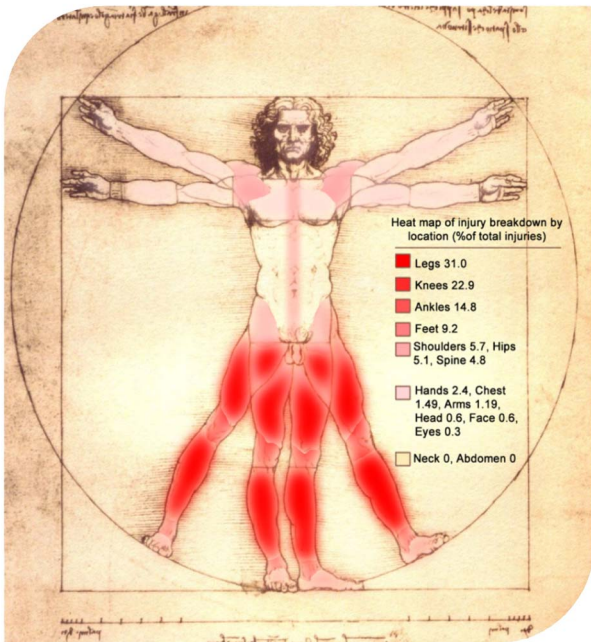 Heat map of injury breakdown by
location (%of total injuries)
Legs 31.0
Knees 22.9
Ankles 14.8
Feet 9.2
Shoulders 5.7, Hips
5.1, Spine 4.8
Hands 2.4, Chest
1.49, Arms 1.19,
Head 0.6, Face 0.6,
Eyes 0.3
Neck 0, Abdomen 0